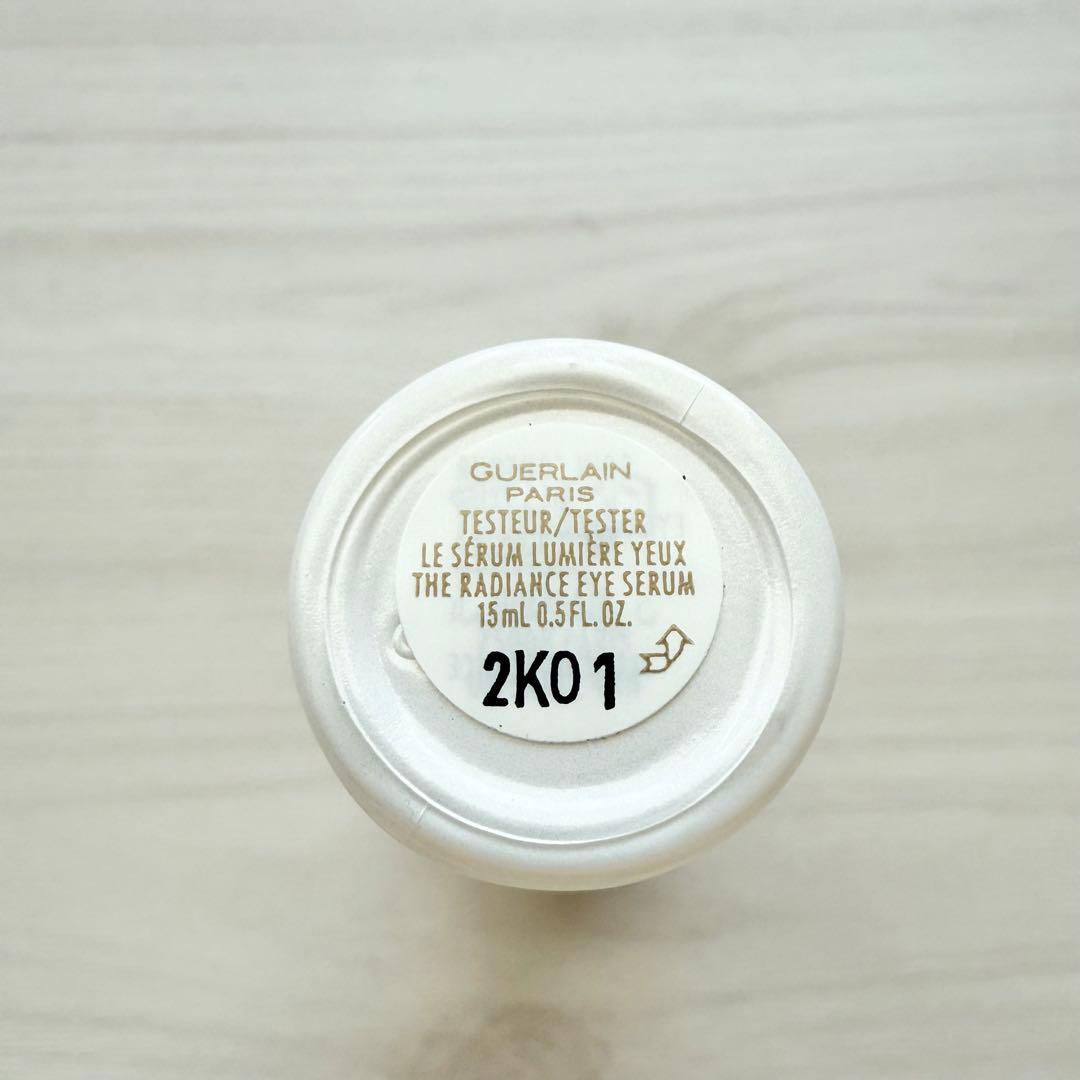 GUERLAIN
PARIS
TESTEUR/TESTER
LE SÉRUM LUMIÈRE YEUX
THE RADIANCE EYE SERUM
15mL 0.5FL.OZ.
2K01